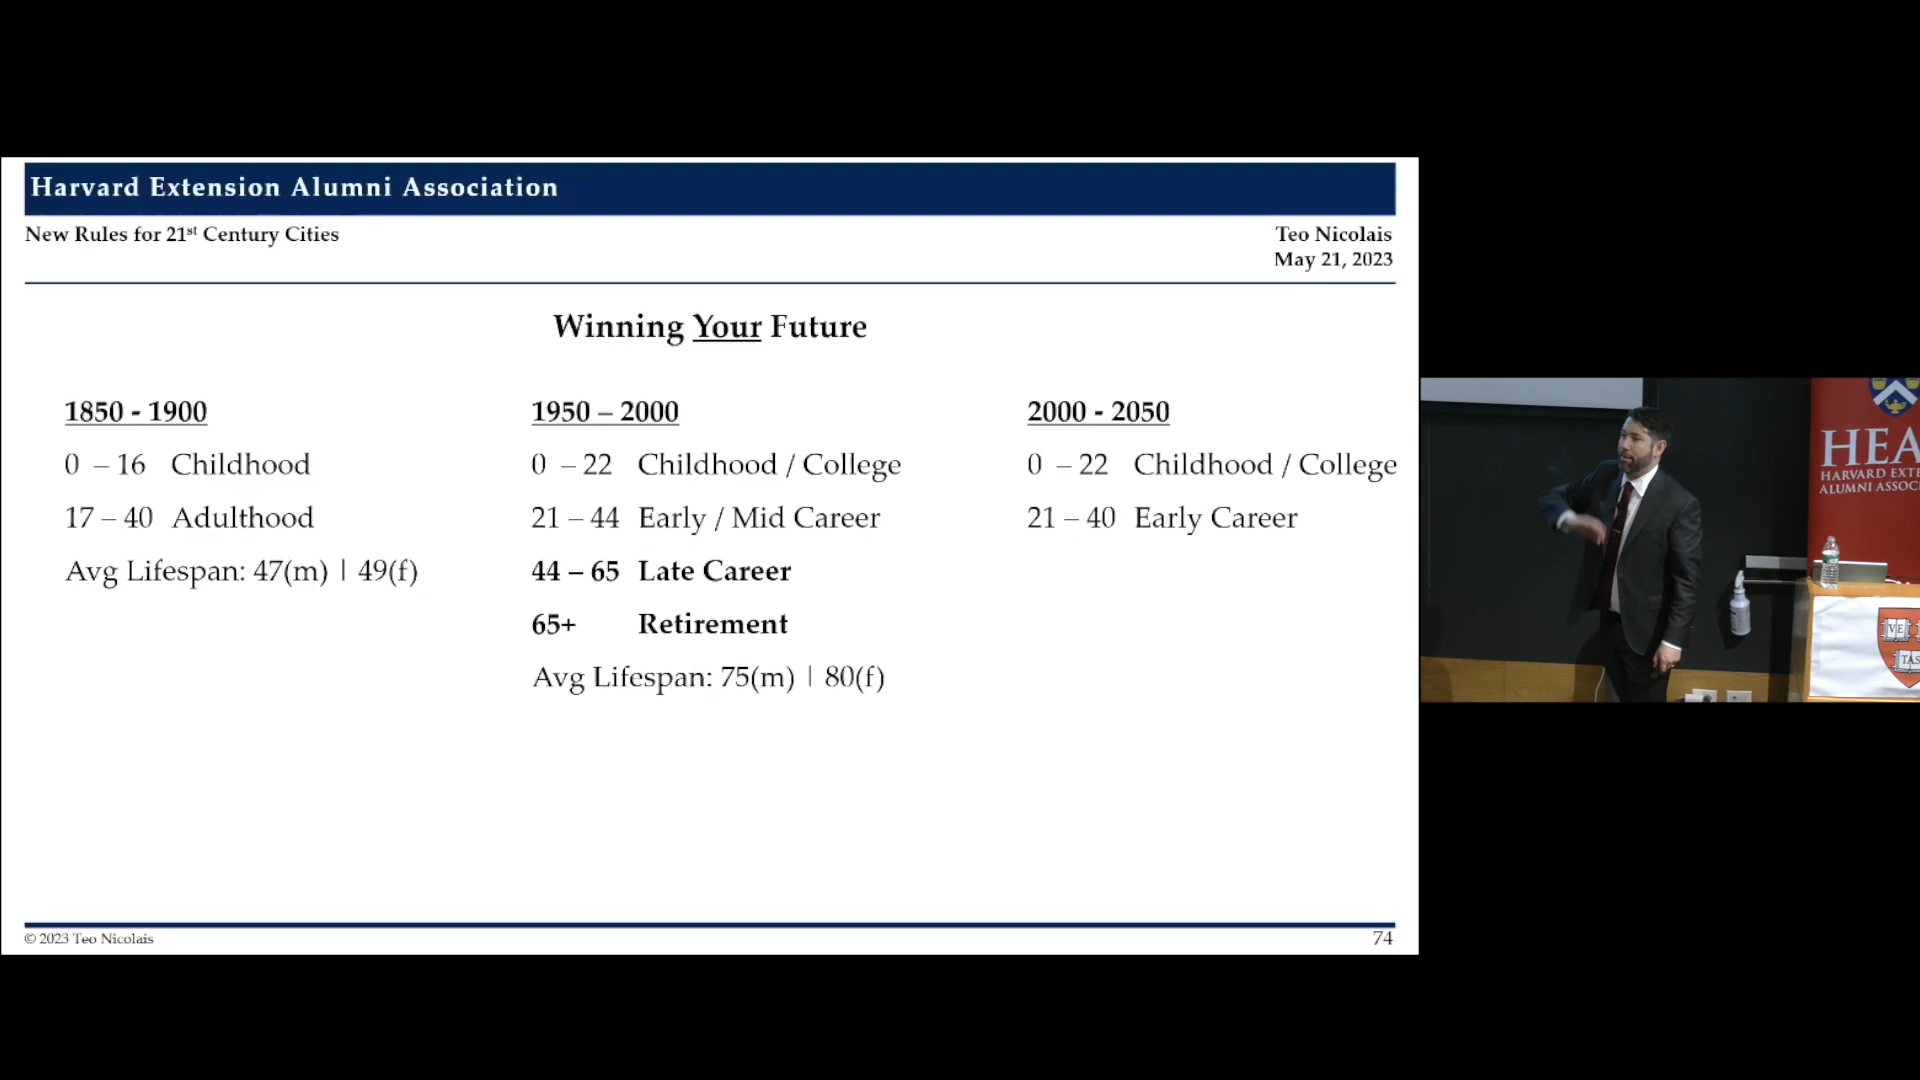 Harvard Extension Alumni Association
New Rules for 21st Century Cities
Teo Nicolais
May 21, 2023
Winning Your Future
1850 - 1900
0 – 16 Childhood
17 – 40 Adulthood
Avg Lifespan: 47(m) | 49(f)
1950 – 2000
0 – 22 Childhood / College
21 – 44 Early / Mid Career
44 – 65 Late Career
65+ Retirement
Avg Lifespan: 75(m) | 80(f)
2000 - 2050
0 – 22 Childhood / College
21 – 40 Early Career
© 2023 Teo Nicolais
74
HEA
HARVARD EXTE
ALUMNI ASSOC
VE
TAS